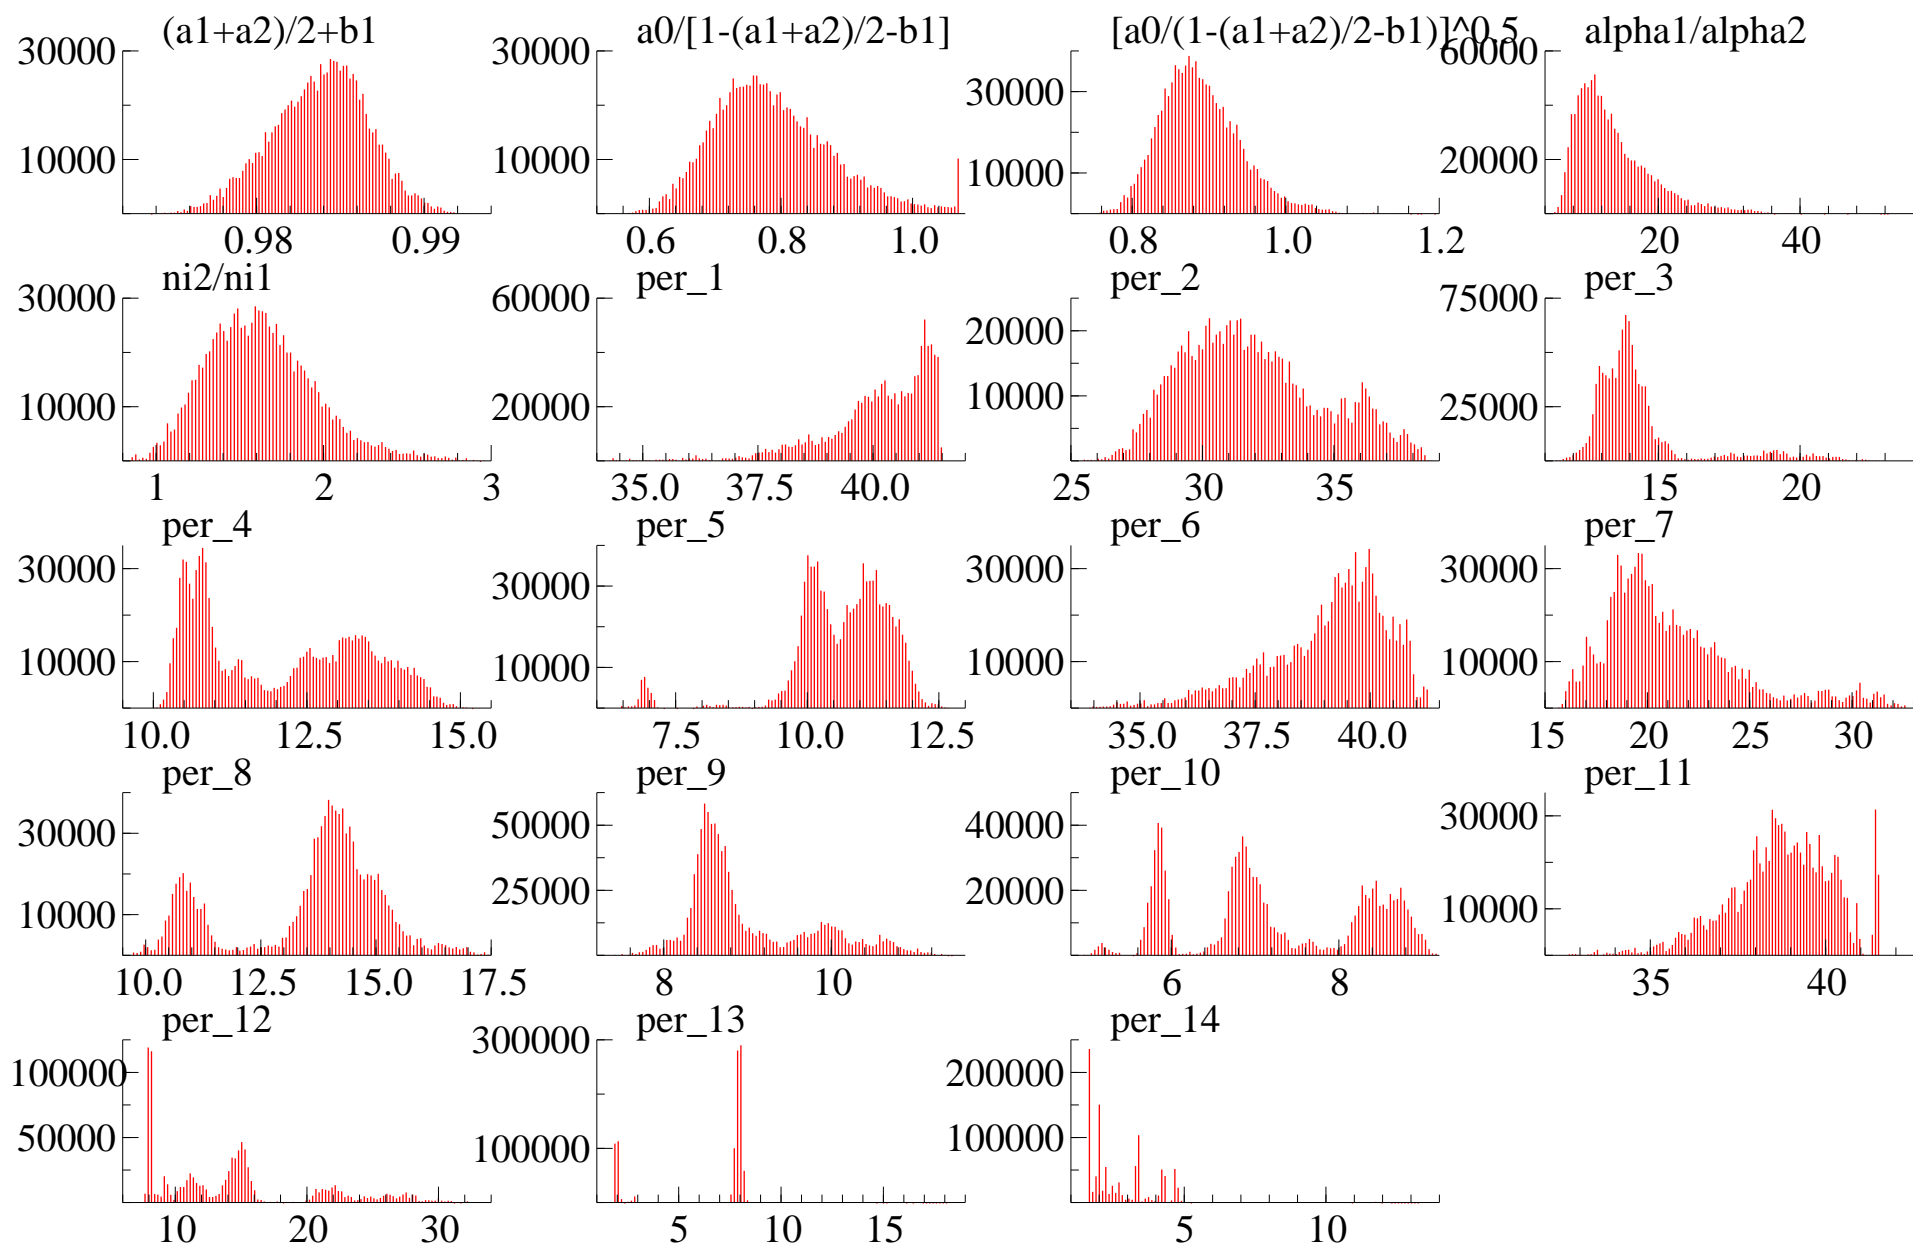 (a1+a2)/2+b1 a0/[1-(a1+a2)/2-b1] [a0/(1-(a1+a2)/2-b1)]^0.5 alpha1/alpha2
30000 30000 30000 60000
10000 10000 10000 20000
0.98 0.99 0.6 0.8 1.0 0.8 1.0 1.2 20 40
ni2/ni1 per_1 per_2 per_3
30000 60000 20000 75000
10000 20000 10000 25000
1 2 3 35.0 37.5 40.0 25 30 35 15 20
per_4 per_5 per_6 per_7
30000 30000 30000 30000
10000 10000 10000 10000
10.0 12.5 15.0 7.5 10.0 12.5 35.0 37.5 40.0 15 20 25 30
per_8 per_9 per_10 per_11
30000 50000 40000 30000
10000 25000 20000 10000
10.0 12.5 15.0 17.5 8 10 6 8 35 40
per_12 per_13 per_14
100000 300000 200000
50000 100000 100000
10 20 30 5 10 15 5 10